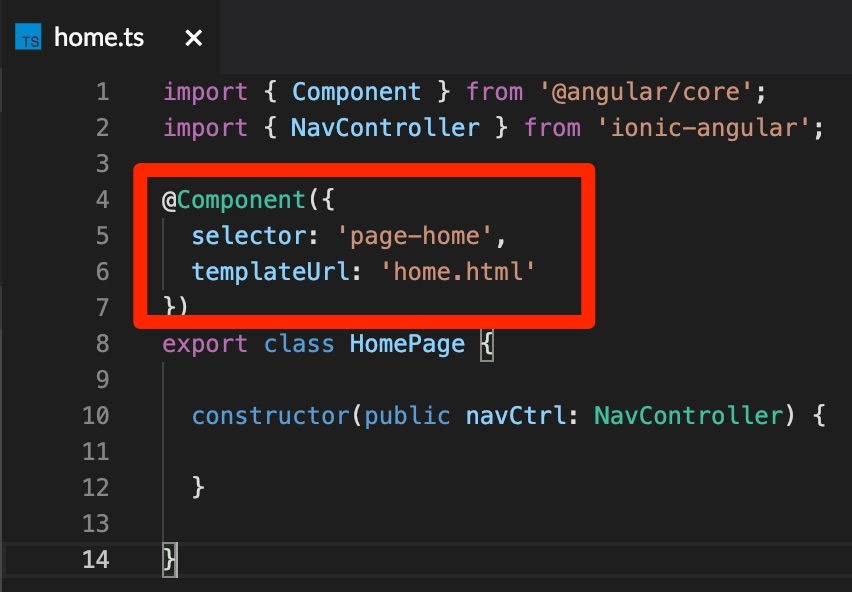 TS home.ts ×
1 import { Component } from '@angular/core';
2 import { NavController } from 'ionic-angular';
3
4 @Component({
5   selector: 'page-home',
6   templateUrl: 'home.html'
7 })
8 export class HomePage {
9
10   constructor(public navCtrl: NavController) {
11
12   }
13
14 }